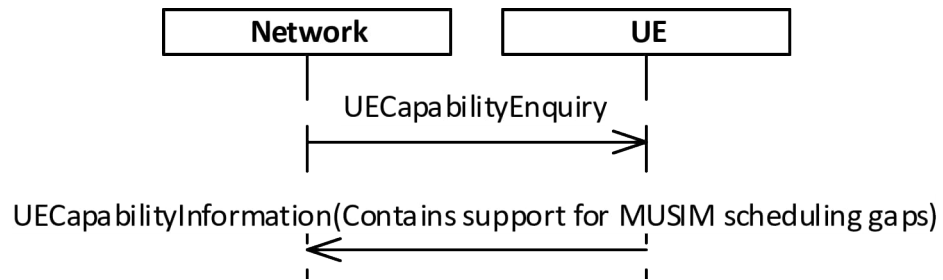 Network UE
UECapabilityEnquiry
UECapabilityInformation(Contains support for MUSIM scheduling gaps)